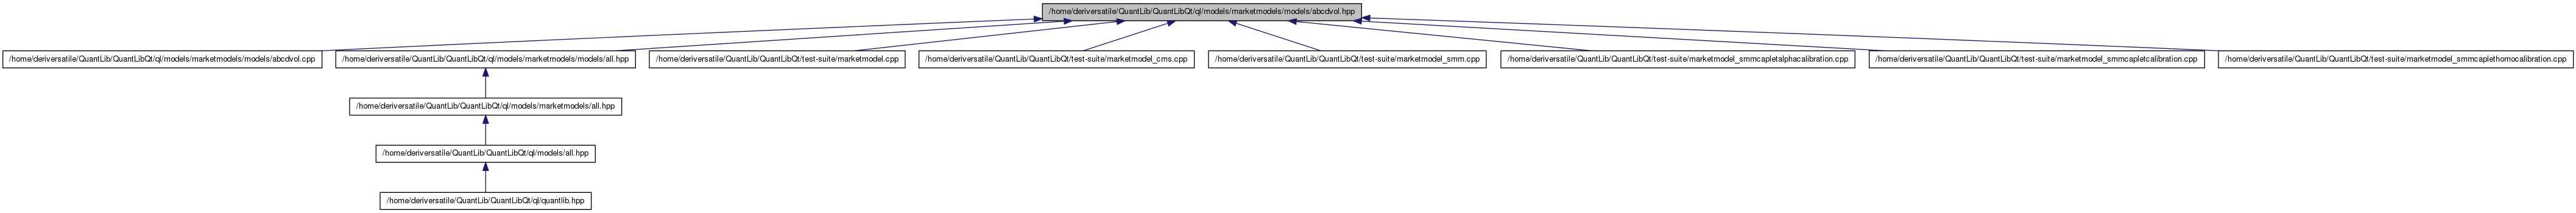 /home/deriversatile/QuantLib/QuantLibQt/ql/models/marketmodels/models/abcdvol.hpp
/home/deriversatile/QuantLib/QuantLibQt/ql/models/marketmodels/models/abcdvol.cpp
/home/deriversatile/QuantLib/QuantLibQt/ql/models/marketmodels/models/all.hpp
/home/deriversatile/QuantLib/QuantLibQt/test-suite/marketmodel.cpp
/home/deriversatile/QuantLib/QuantLibQt/test-suite/marketmodel_cms.cpp
/home/deriversatile/QuantLib/QuantLibQt/test-suite/marketmodel_smm.cpp
/home/deriversatile/QuantLib/QuantLibQt/test-suite/marketmodel_smmcapletalphacalibration.cpp
/home/deriversatile/QuantLib/QuantLibQt/test-suite/marketmodel_smmcapletcalibration.cpp
/home/deriversatile/QuantLib/QuantLibQt/test-suite/marketmodel_smmcaplethomocalibration.cpp
/home/deriversatile/QuantLib/QuantLibQt/ql/models/marketmodels/all.hpp
/home/deriversatile/QuantLib/QuantLibQt/ql/models/all.hpp
/home/deriversatile/QuantLib/QuantLibQt/ql/quantlib.hpp